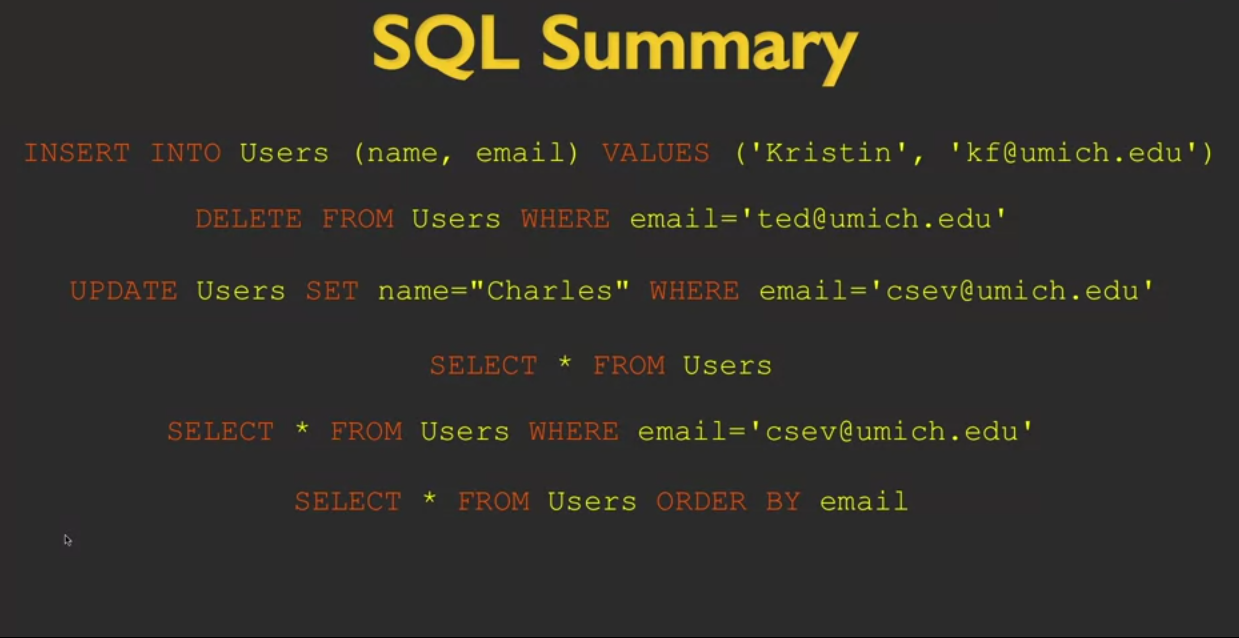 SQL Summary
INSERT INTO Users (name, email) VALUES ('Kristin', 'kf@umich.edu')
DELETE FROM Users WHERE email='ted@umich.edu'
UPDATE Users SET name="Charles" WHERE email='csev@umich.edu'
SELECT * FROM Users
SELECT * FROM Users WHERE email='csev@umich.edu'
SELECT * FROM Users ORDER BY email